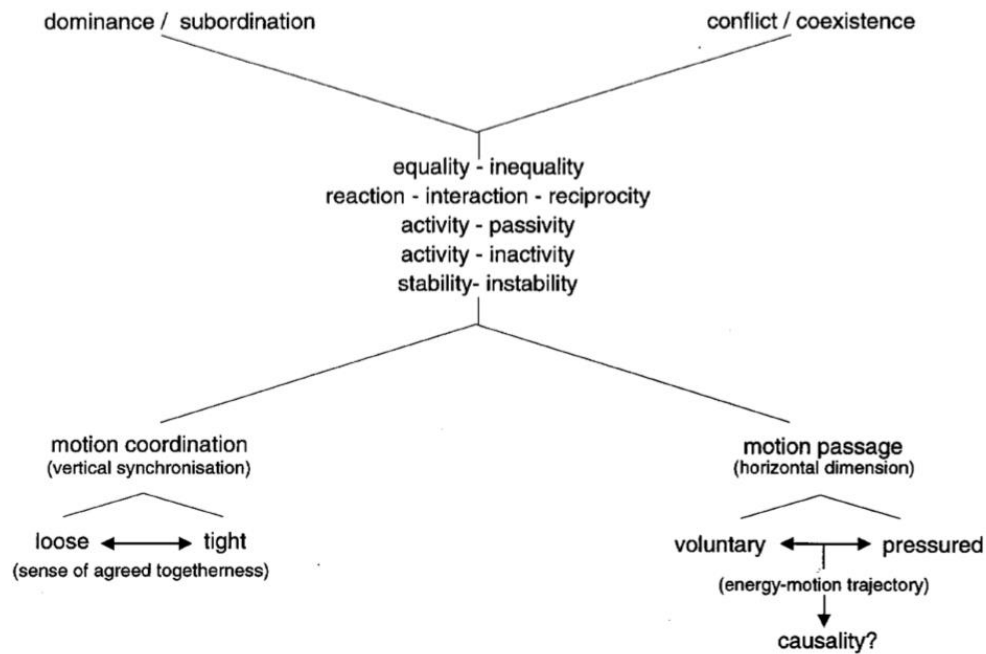 dominance / subordination
conflict / coexistence
equality - inequality
reaction - interaction - reciprocity
activity - passivity
activity - inactivity
stability- instability
motion coordination
(vertical synchronisation)
loose
tight
(sense of agreed togetherness)
motion passage
(horizontal dimension)
voluntary
pressured
(energy-motion trajectory)
causality?